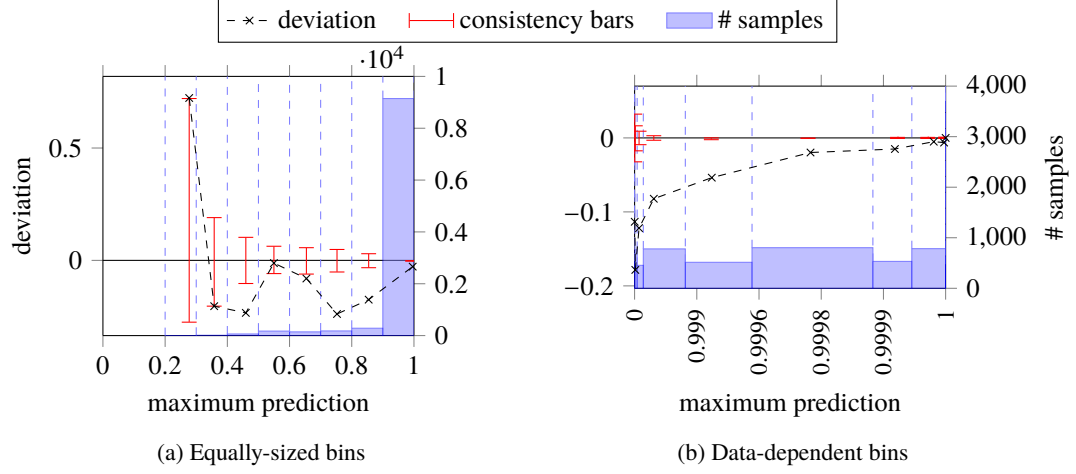 deviation consistency bars # samples
·10^4
deviation
0.5
0
1
0.8
0.6
0.4
0.2
0
0 0.2 0.4 0.6 0.8 1
maximum prediction
(a) Equally-sized bins
0
−0.1
−0.2
4,000
3,000
2,000
1,000
0
# samples
0 0.999 0.9996 0.9998 0.9999 1
maximum prediction
(b) Data-dependent bins